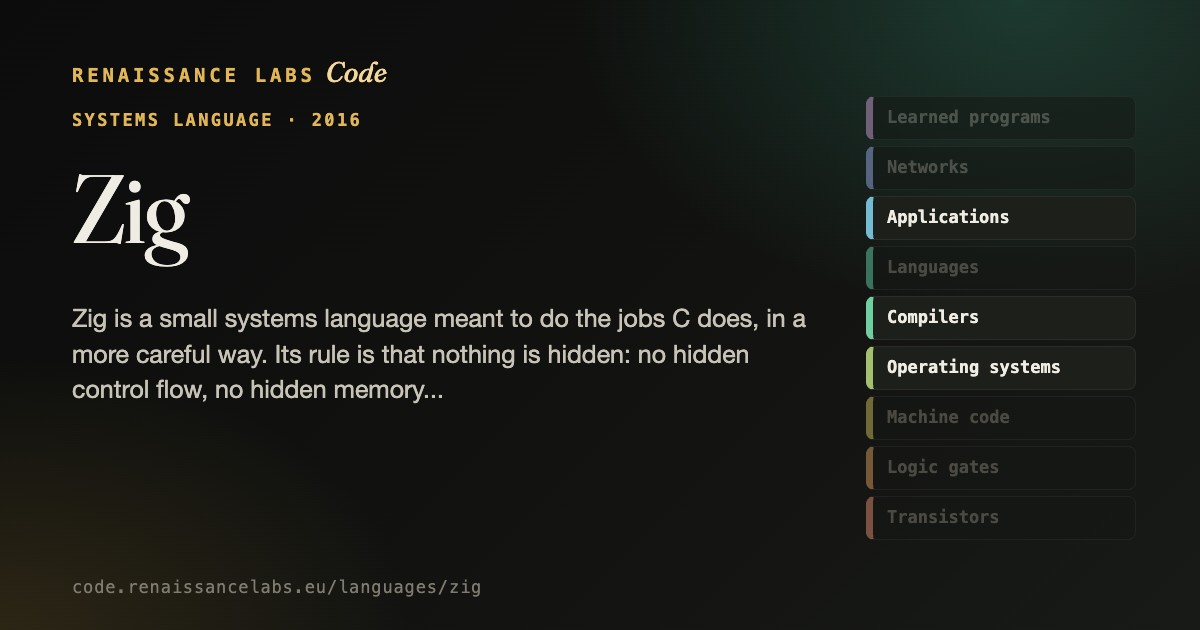 RENAISSANCE LABS Code
SYSTEMS LANGUAGE · 2016
Zig
Zig is a small systems language meant to do the jobs C does, in a
more careful way. Its rule is that nothing is hidden: no hidden
control flow, no hidden memory...
Learned programs
Networks
Applications
Languages
Compilers
Operating systems
Machine code
Logic gates
Transistors
code.renaissancelabs.eu/languages/zig